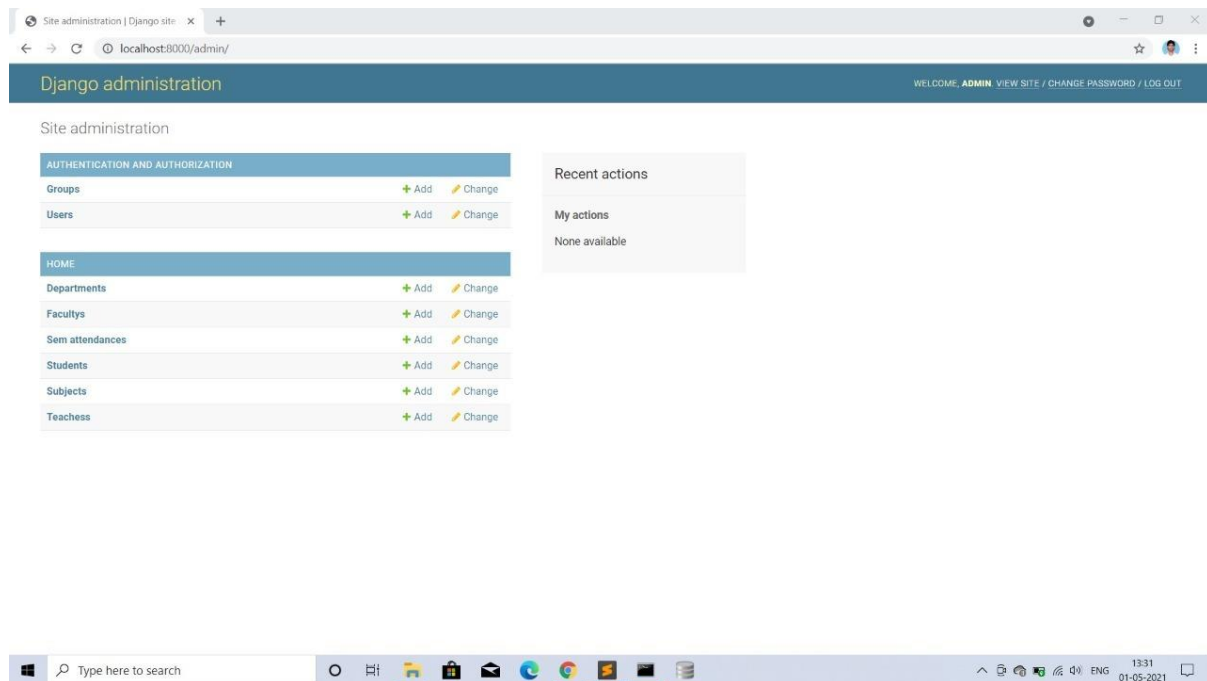 Site administration | Django site
localhost:8000/admin/
Django administration
WELCOME, ADMIN. VIEW SITE / CHANGE PASSWORD / LOG OUT
Site administration
AUTHENTICATION AND AUTHORIZATION
Groups + Add Change
Users + Add Change
HOME
Departments + Add Change
Facultys + Add Change
Sem attendances + Add Change
Students + Add Change
Subjects + Add Change
Teachess + Add Change
Recent actions
My actions
None available
Type here to search
ENG
13:31
01-05-2021